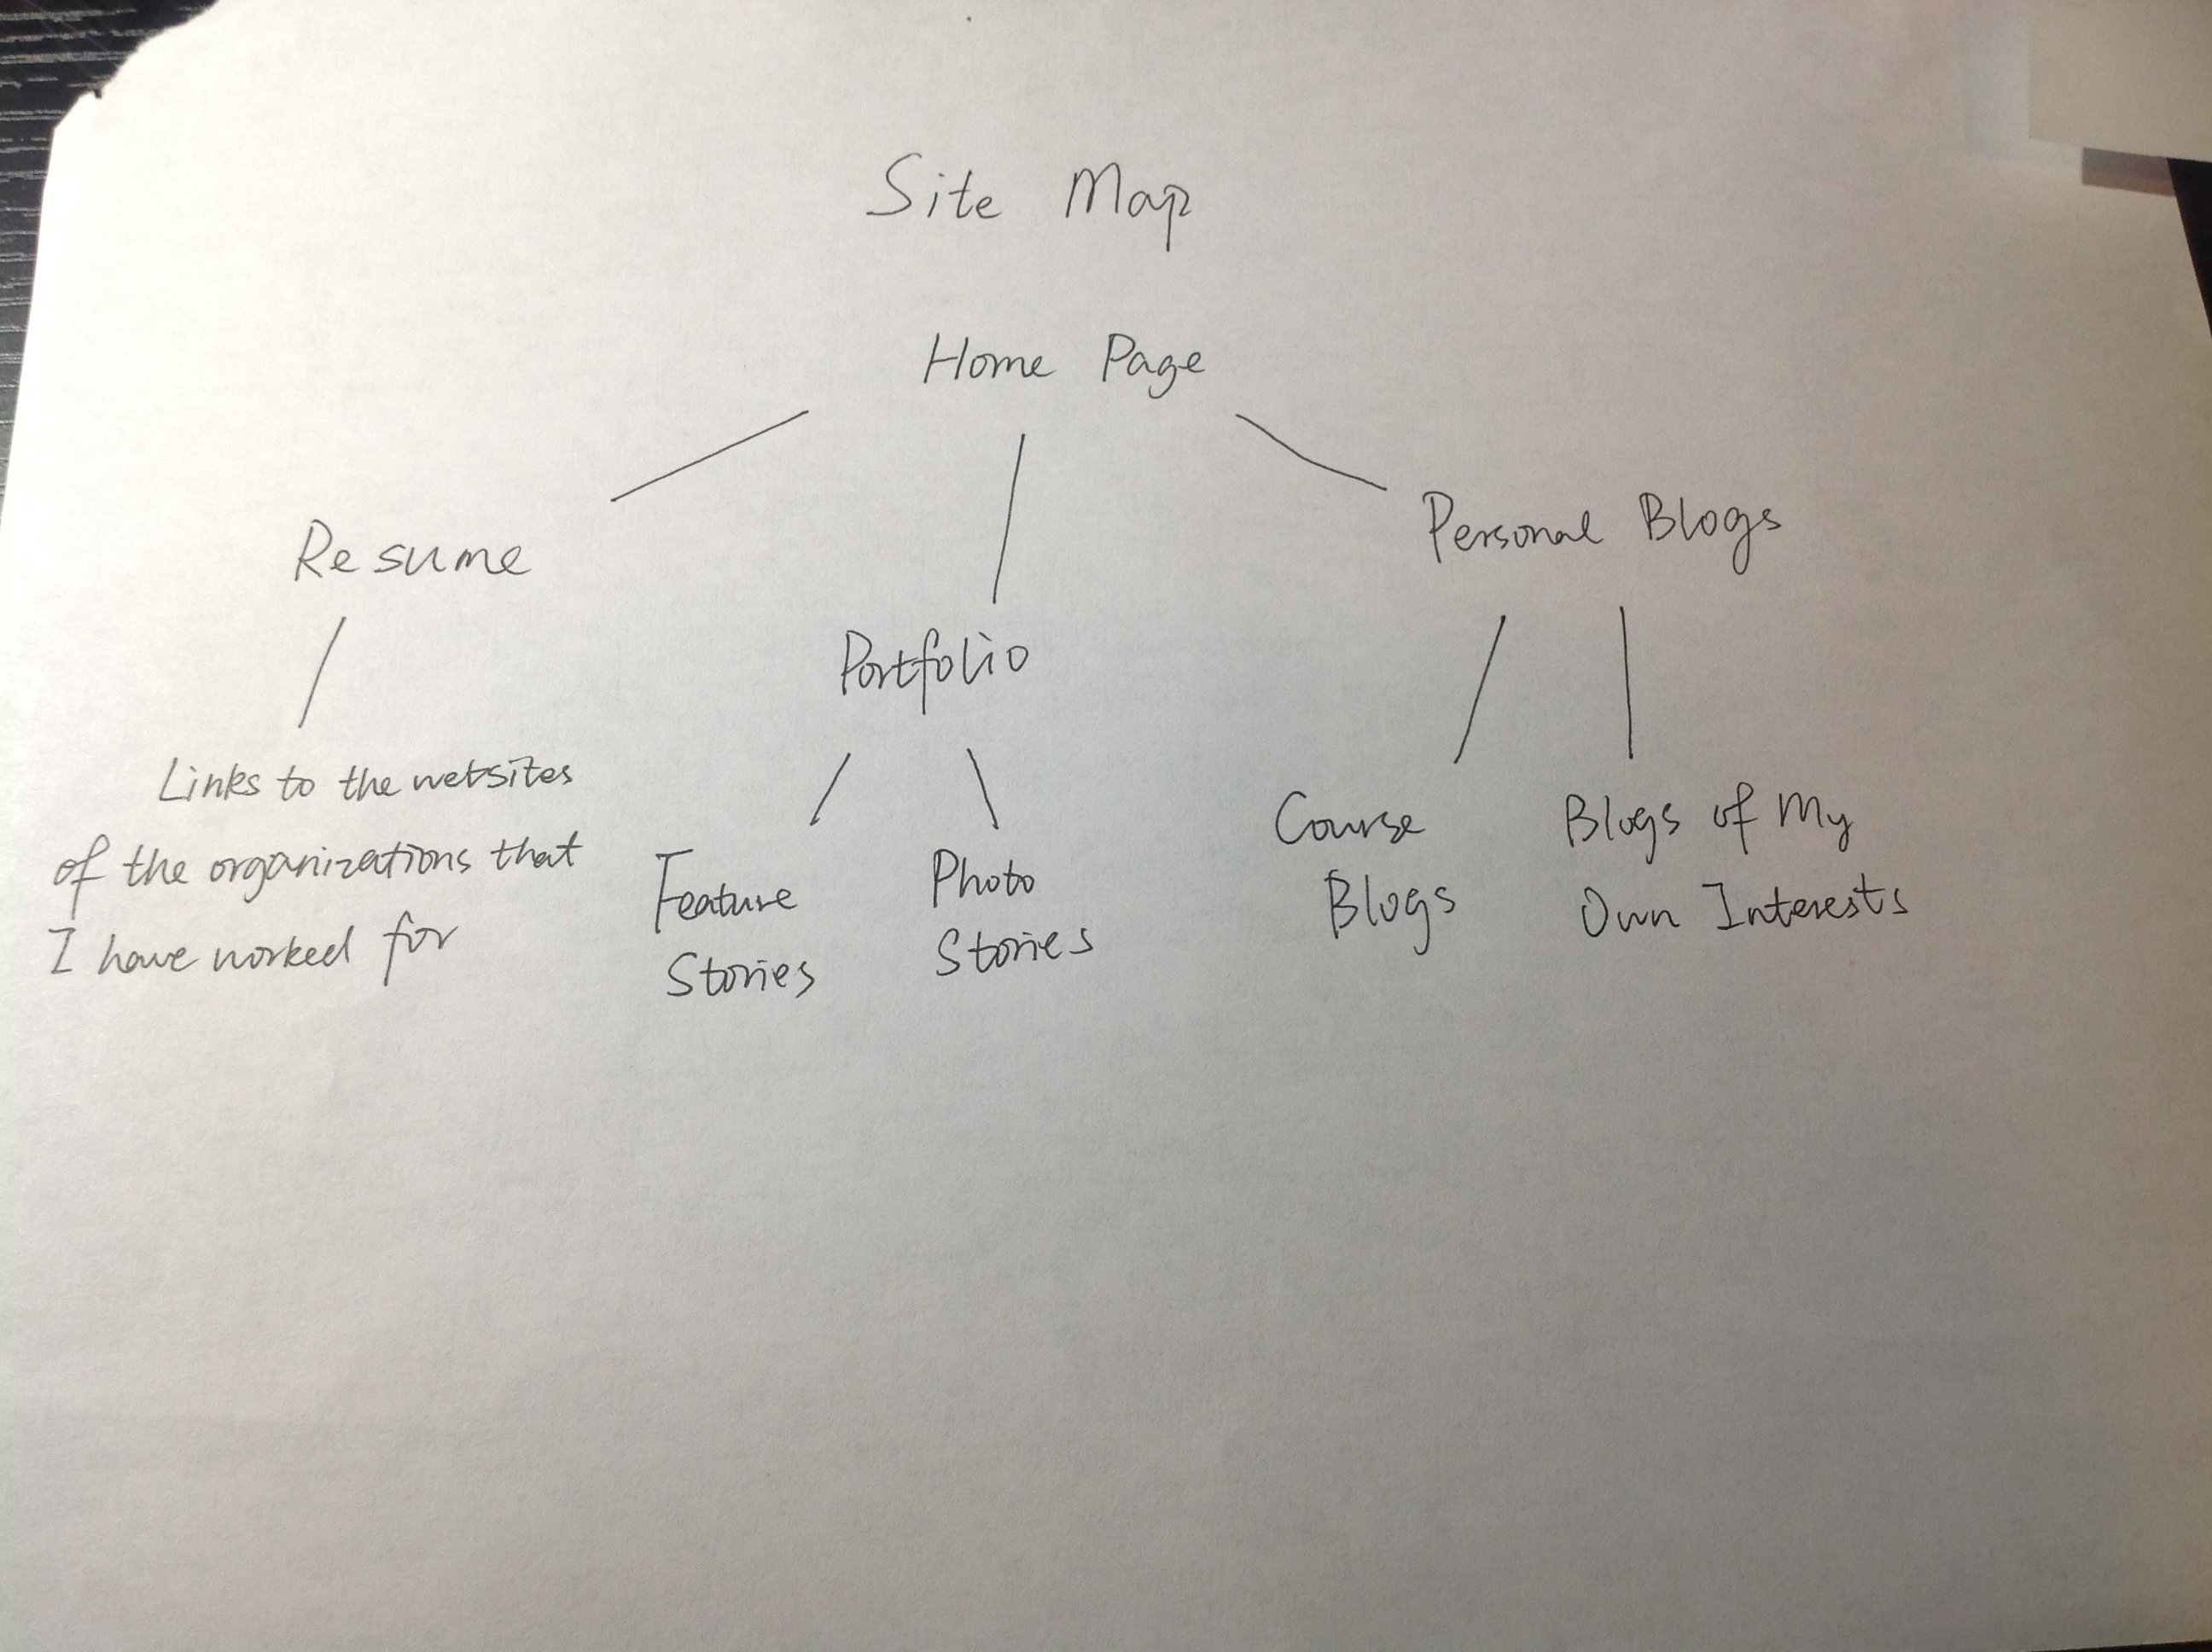 Site Map
Home Page
Resume
Portfolio
Personal Blogs
Links to the websites
of the organizations that
I have worked for
Feature
Stories
Photo
Stories
Course
Blogs
Blogs of My
Own Interests